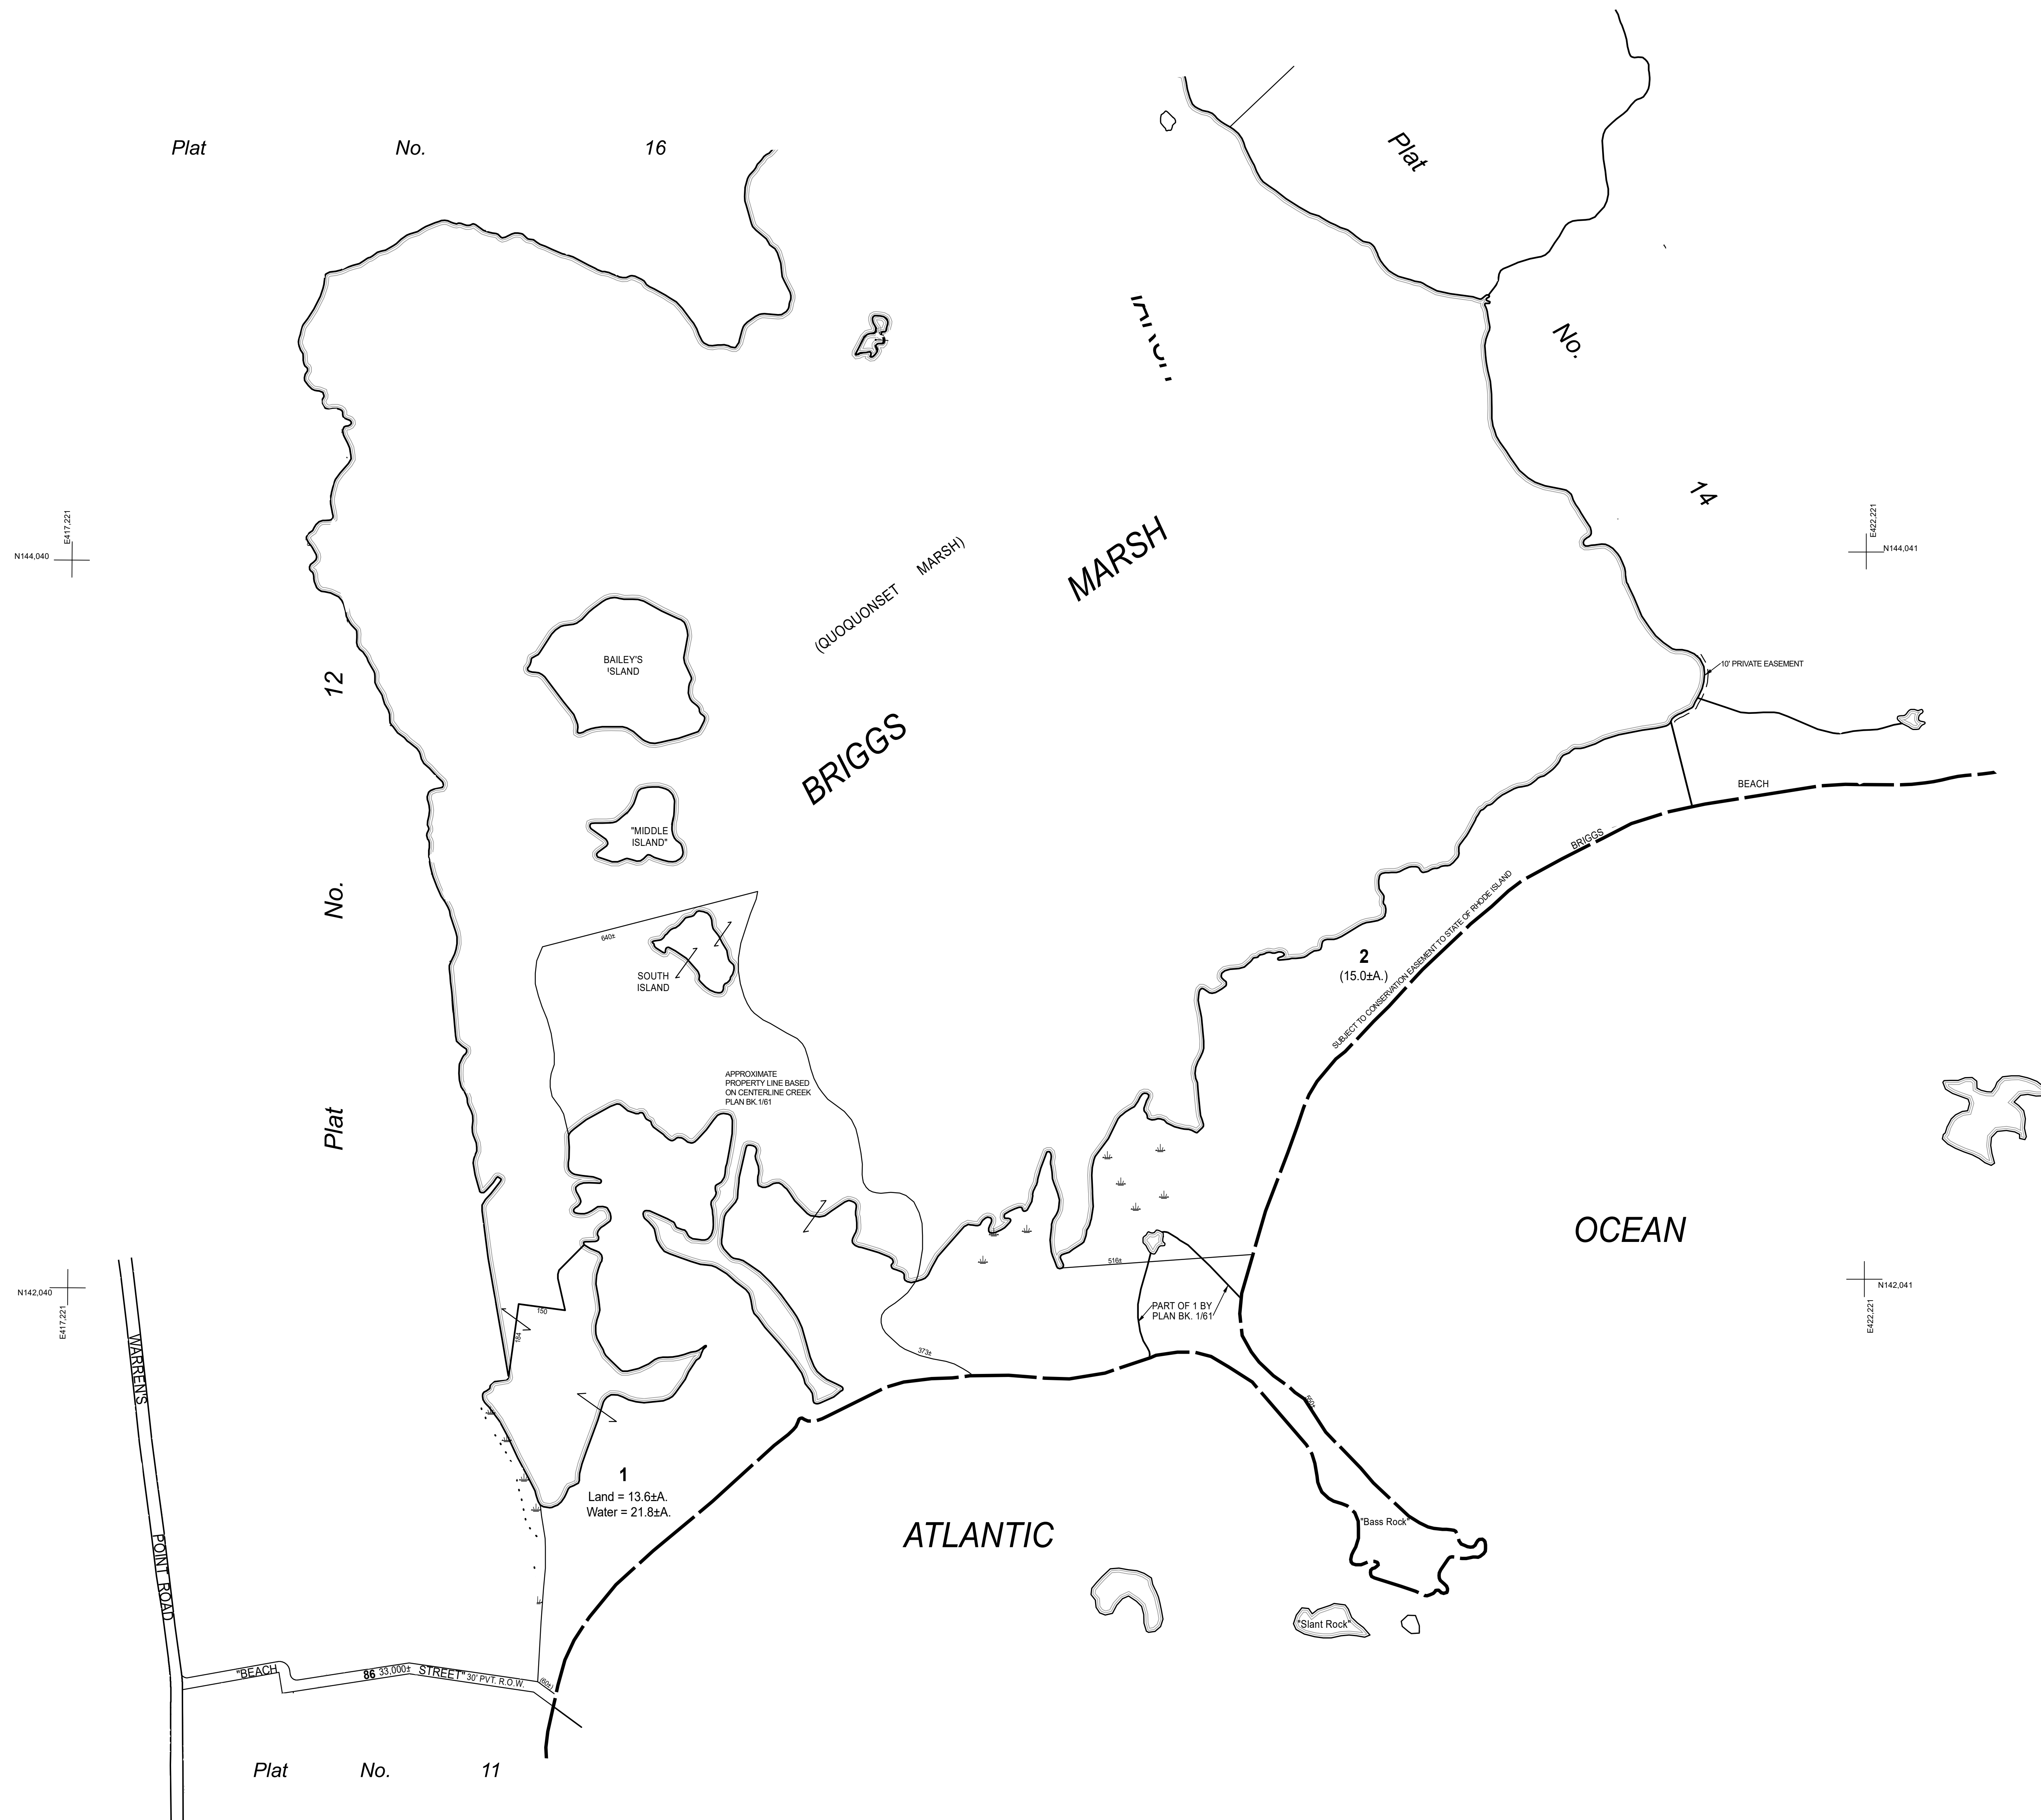 Plat No. 16
Plat No. 14
N144,040
E417,221
E422,221
N144,041
(QUOQUONSET MARSH)
BRIGGS MARSH
BAILEY'S
ISLAND
Plat No. 12
10' PRIVATE EASEMENT
BRIGGS BEACH
"MIDDLE
ISLAND"
640±
SOUTH
ISLAND
2
(15.0±A.)
SUBJECT TO CONSERVATION EASEMENT TO STATE OF RHODE ISLAND
APPROXIMATE
PROPERTY LINE BASED
ON CENTERLINE CREEK
PLAN BK.1/61
ATLANTIC OCEAN
516±
N142,040
E417,221
N142,041
E422,221
150
184
PART OF 1 BY
PLAN BK. 1/61
373±
WARREN'S POINT ROAD
1
Land = 13.6±A.
Water = 21.8±A.
"Bass Rock"
"Slant Rock"
"BEACH STREET"
86 33,000±
30' PVT. R.O.W.
(60±)
Plat No. 11